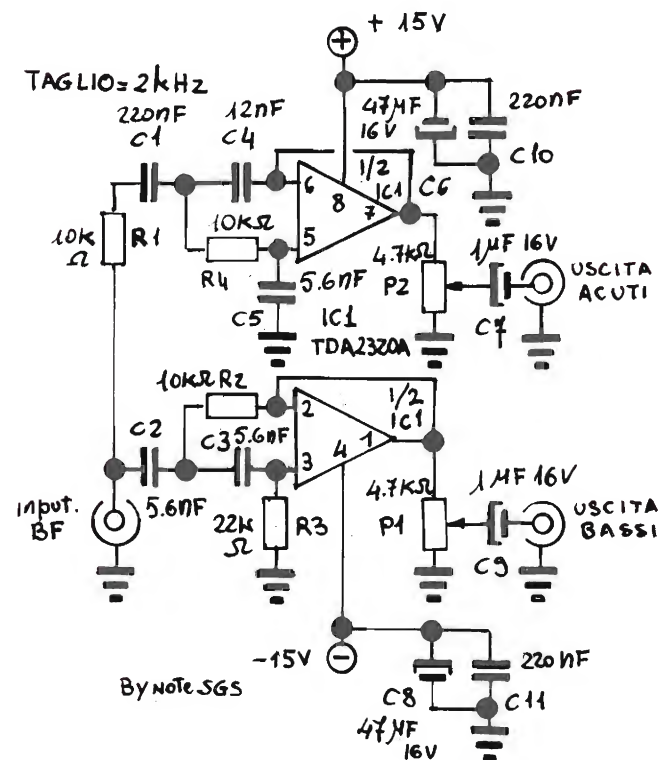 + 15V
TAGLIO=2kHz
220nF
C1
12nF
C4
47µF
16V
220nF
C10
1/2
IC1
C6
6
8
7
5
10k
Ω
R1
10kΩ
R4
5.6nF
C5
IC1
TDA2320A
4.7kΩ
P2
1µF 16V
C7
USCITA
ACUTI
10kΩ R2
C2
C3
5.6nF
5.6nF
2
3
4
1
1/2
IC1
input.
BF
22k
Ω
R3
4.7kΩ
P1
1µF 16V
C9
USCITA
BASSI
-15V
By Note SGS
C8
47µF
16V
220nF
C11